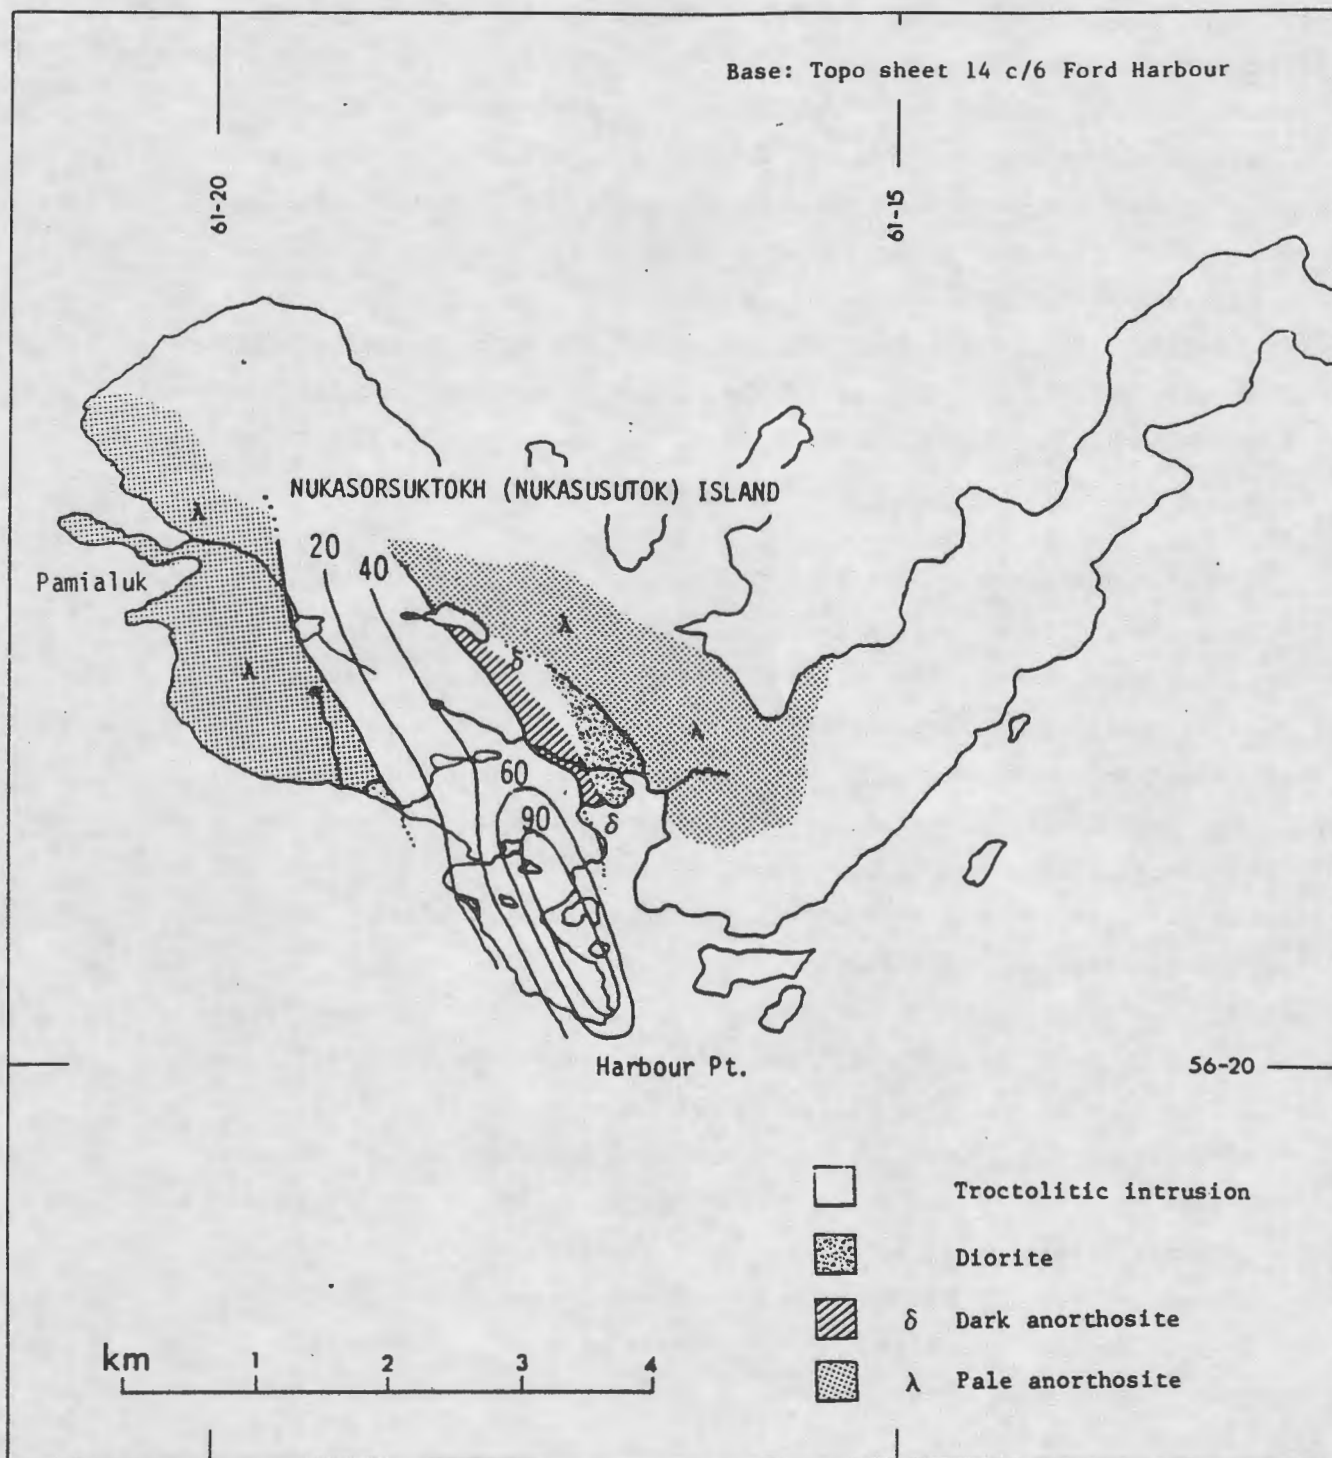 Base: Topo sheet 14 c/6 Ford Harbour
61-20
61-15
NUKASORSUKTOKH (NUKASUSUTOK) ISLAND
λ
20
40
Pamialuk
λ
δ
λ
λ
60
90
δ
Harbour Pt.
56-20
Troctolitic intrusion
Diorite
δ Dark anorthosite
λ Pale anorthosite
km 1 2 3 4